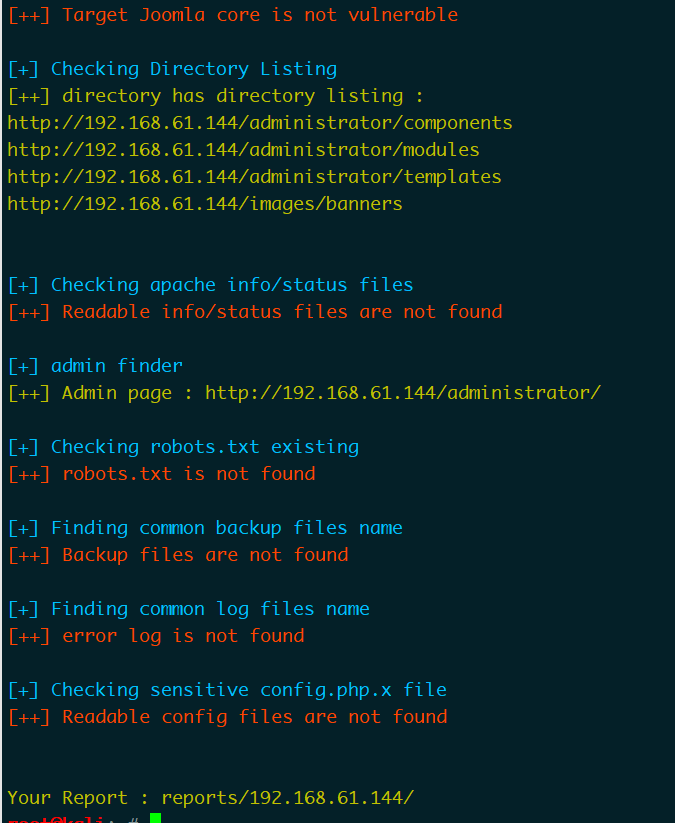 [++] Target Joomla core is not vulnerable
[+] Checking Directory Listing
[++] directory has directory listing :
http://192.168.61.144/administrator/components
http://192.168.61.144/administrator/modules
http://192.168.61.144/administrator/templates
http://192.168.61.144/images/banners
[+] Checking apache info/status files
[++] Readable info/status files are not found
[+] admin finder
[++] Admin page : http://192.168.61.144/administrator/
[+] Checking robots.txt existing
[++] robots.txt is not found
[+] Finding common backup files name
[++] Backup files are not found
[+] Finding common log files name
[++] error log is not found
[+] Checking sensitive config.php.x file
[++] Readable config files are not found
Your Report : reports/192.168.61.144/
root@kali: #